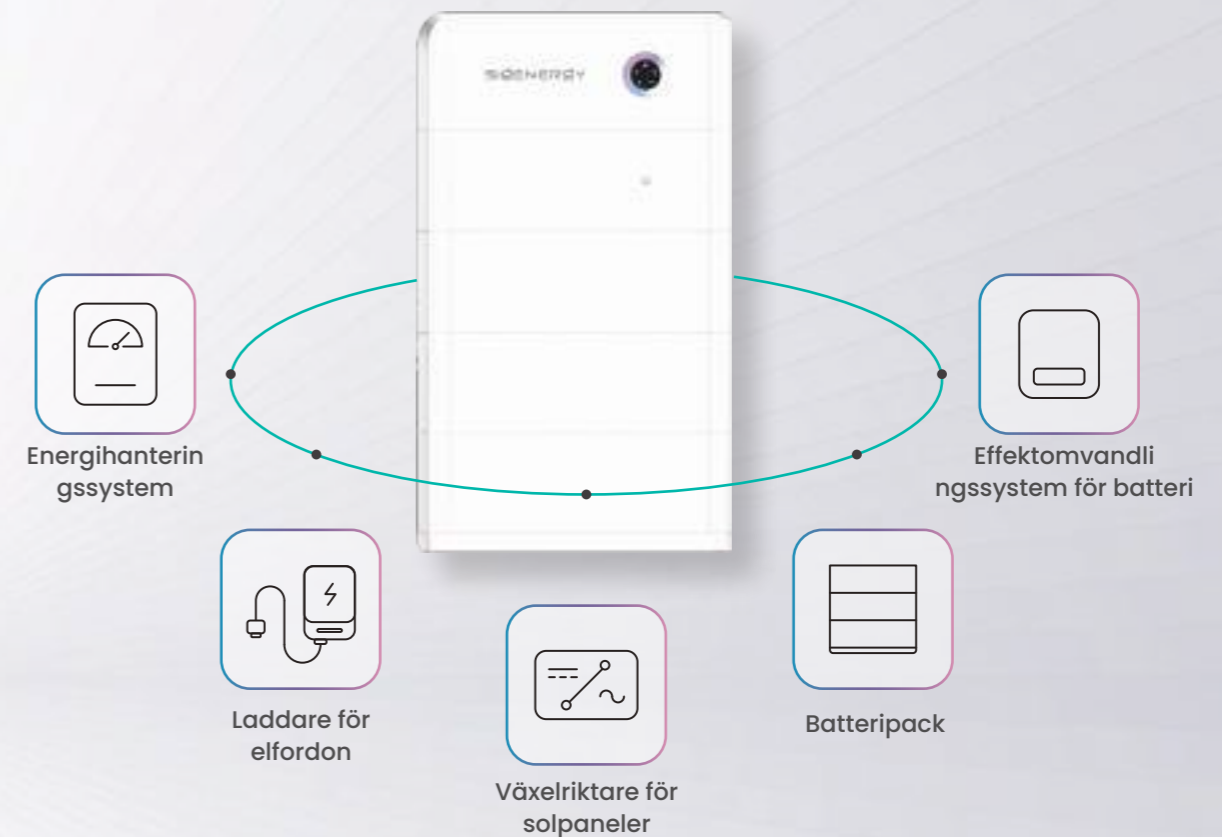 SIGENERGY
Energihanterin
gssystem
Effektomvandli
ngssystem för batteri
Laddare för
elfordon
Batteripack
Växelriktare för
solpaneler